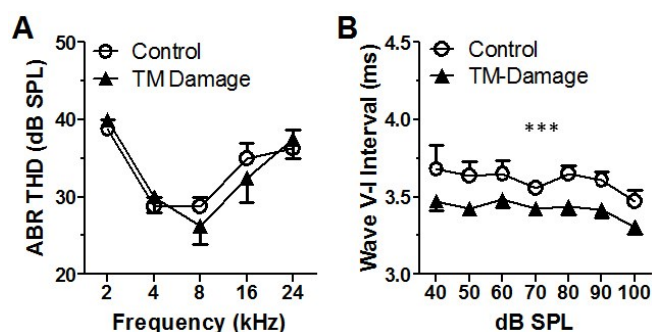 A
Control
TM Damage
ABR THD (dB SPL)
50
40
30
20
2 4 8 16 24
Frequency (kHz)
B
Control
TM-Damage
***
Wave V-I Interval (ms)
4.5
4.0
3.5
3.0
40 50 60 70 80 90 100
dB SPL